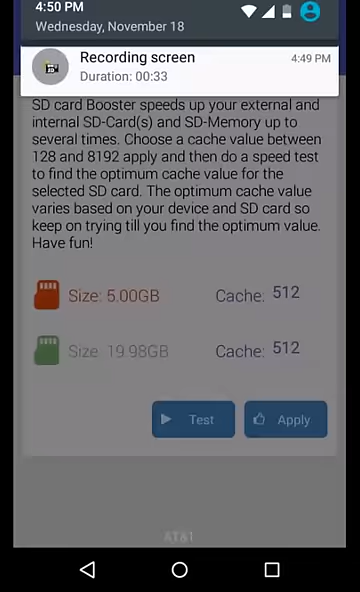 4:50 PM
Wednesday, November 18
Recording screen
4:49 PM
Duration: 00:33
SD card Booster speeds up your external and
internal SD-Card(s) and SD-Memory up to
several times. Choose a cache value between
128 and 8192 apply and then do a speed test
to find the optimum cache value for the
selected SD card. The optimum cache value
varies based on your device and SD card so
keep on trying till you find the optimum value.
Have fun!
Size: 5.00GB
Cache: 512
Size: 19.98GB
Cache: 512
Test
Apply
AT&T